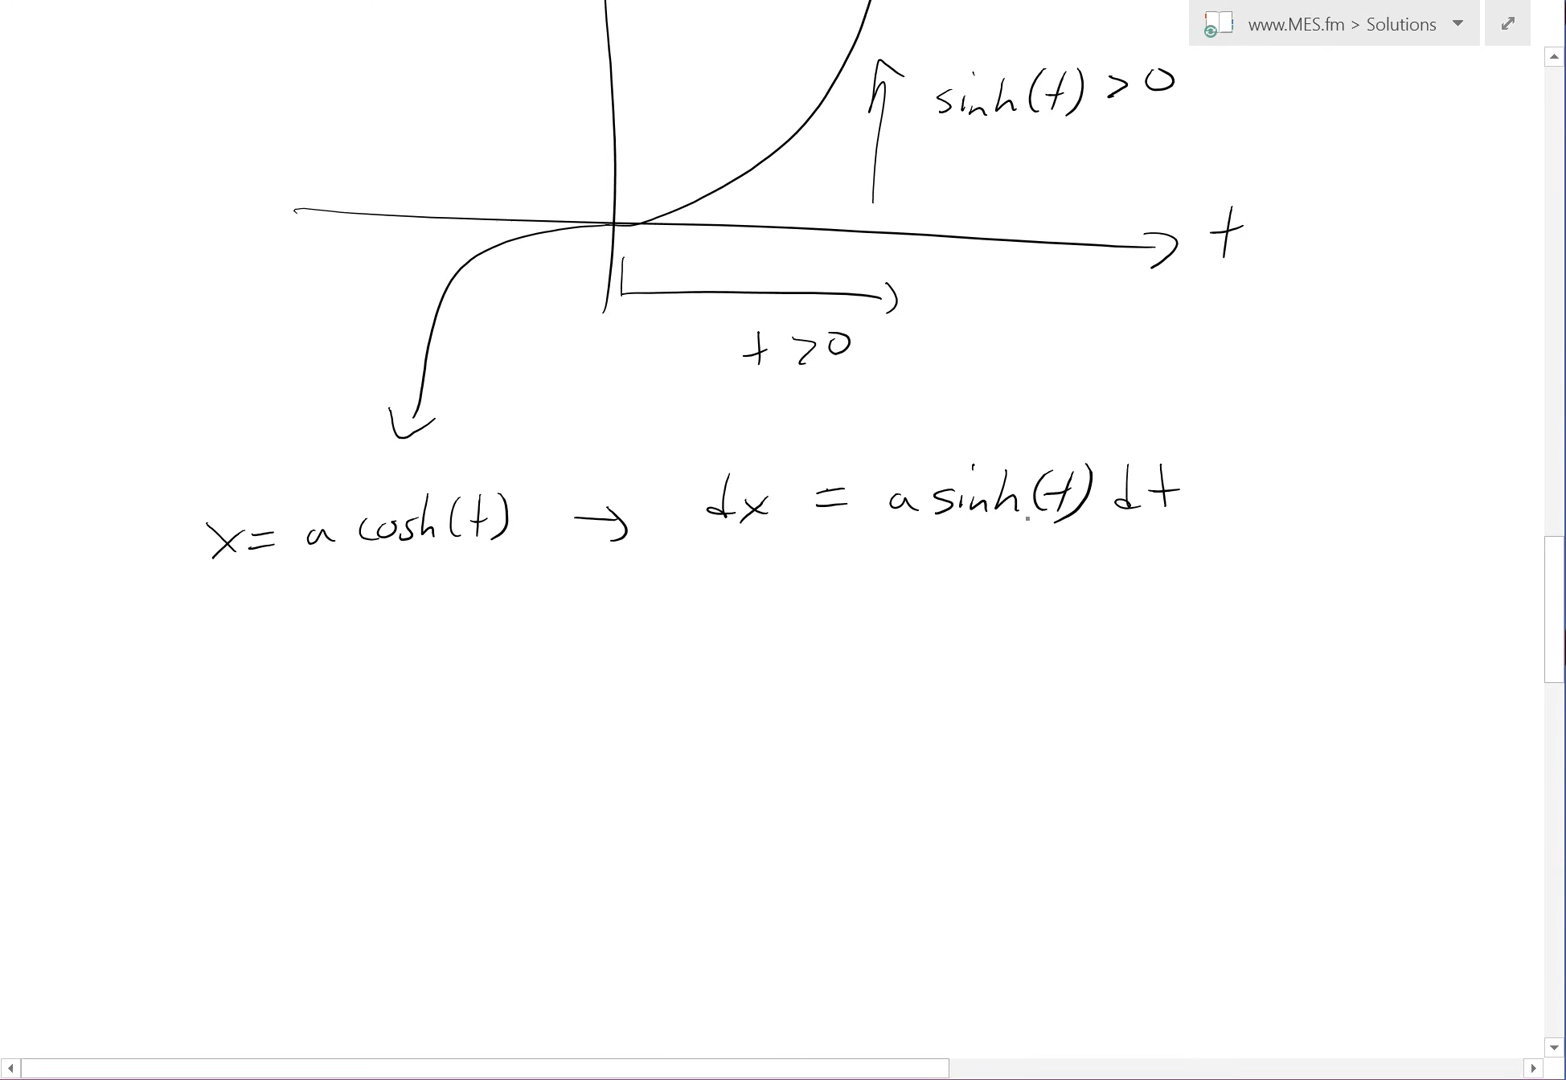 www.MES.fm > Solutions
sinh(t) > 0
t
t > 0
x = a cosh(t) → dx = a sinh(t) dt